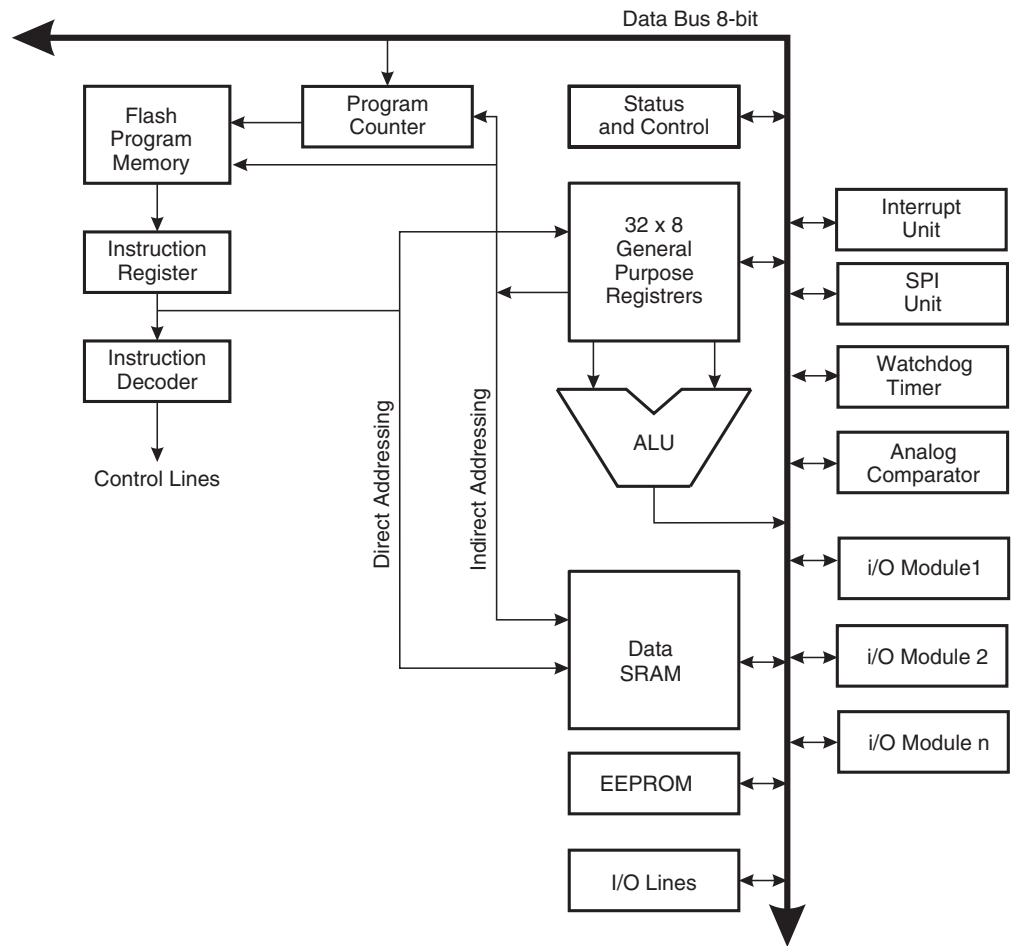 Data Bus 8-bit
Flash
Program
Memory
Program
Counter
Status
and Control
32 x 8
General
Purpose
Registrers
Interrupt
Unit
Instruction
Register
SPI
Unit
Instruction
Decoder
Watchdog
Timer
Control Lines
Direct Addressing
Indirect Addressing
ALU
Analog
Comparator
i/O Module1
Data
SRAM
i/O Module 2
i/O Module n
EEPROM
I/O Lines